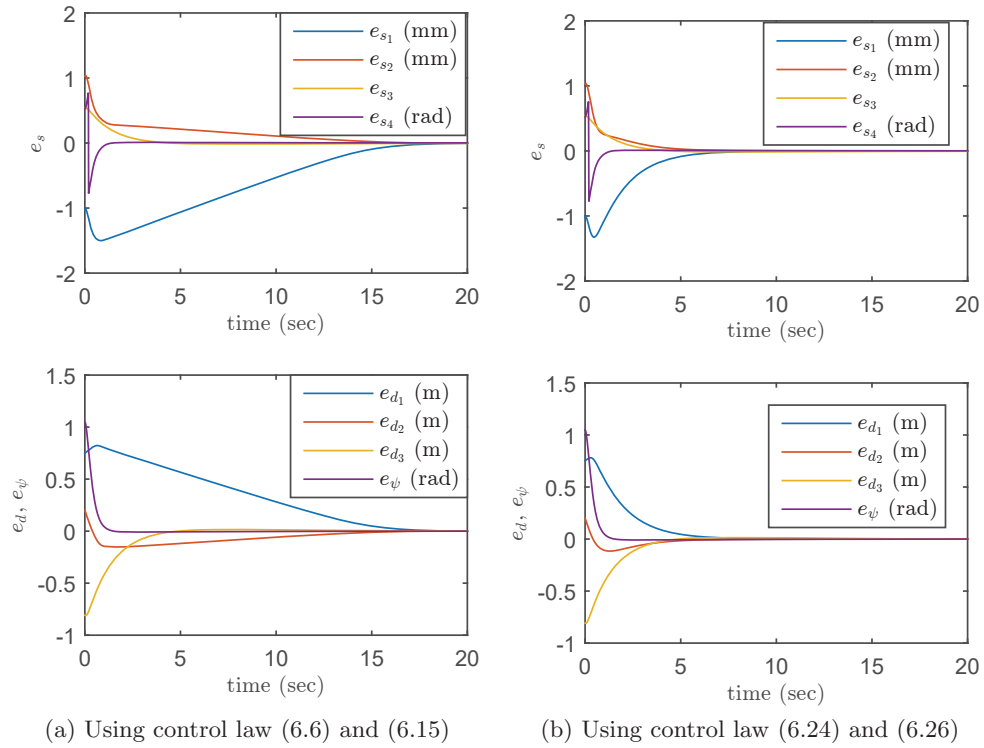 2
1
0
-1
-2
e_s
0 5 10 15 20
time (sec)
e_{s_1} (mm)
e_{s_2} (mm)
e_{s_3}
e_{s_4} (rad)
2
1
0
-1
-2
e_s
0 5 10 15 20
time (sec)
e_{s_1} (mm)
e_{s_2} (mm)
e_{s_3}
e_{s_4} (rad)
1.5
1
0.5
0
-0.5
-1
e_d, e_ψ
0 5 10 15 20
time (sec)
e_{d_1} (m)
e_{d_2} (m)
e_{d_3} (m)
e_ψ (rad)
1.5
1
0.5
0
-0.5
-1
e_d, e_ψ
0 5 10 15 20
time (sec)
e_{d_1} (m)
e_{d_2} (m)
e_{d_3} (m)
e_ψ (rad)
(a) Using control law (6.6) and (6.15)
(b) Using control law (6.24) and (6.26)